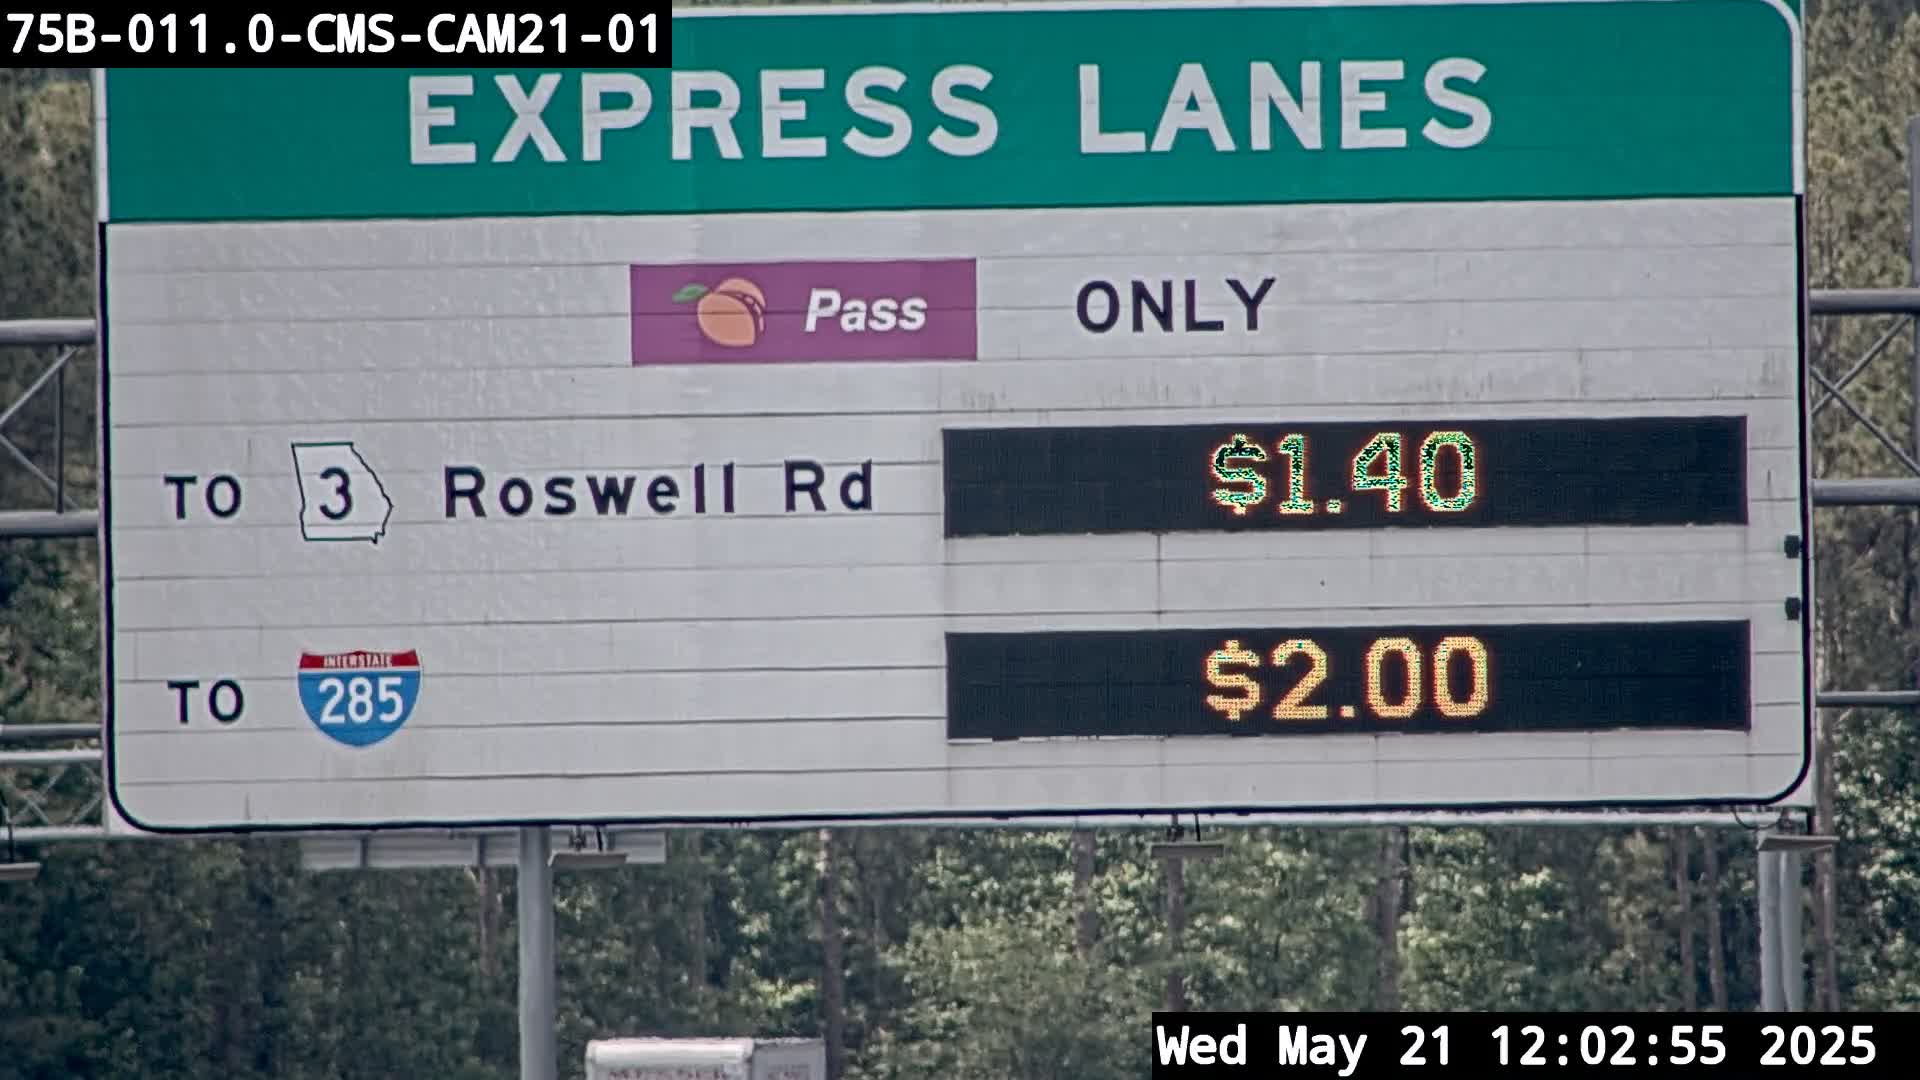 75B-011.0-CMS-CAM21-01
EXPRESS LANES
Pass ONLY
TO 3 Roswell Rd $1.40
TO INTERSTATE 285 $2.00
Wed May 21 12:02:55 2025